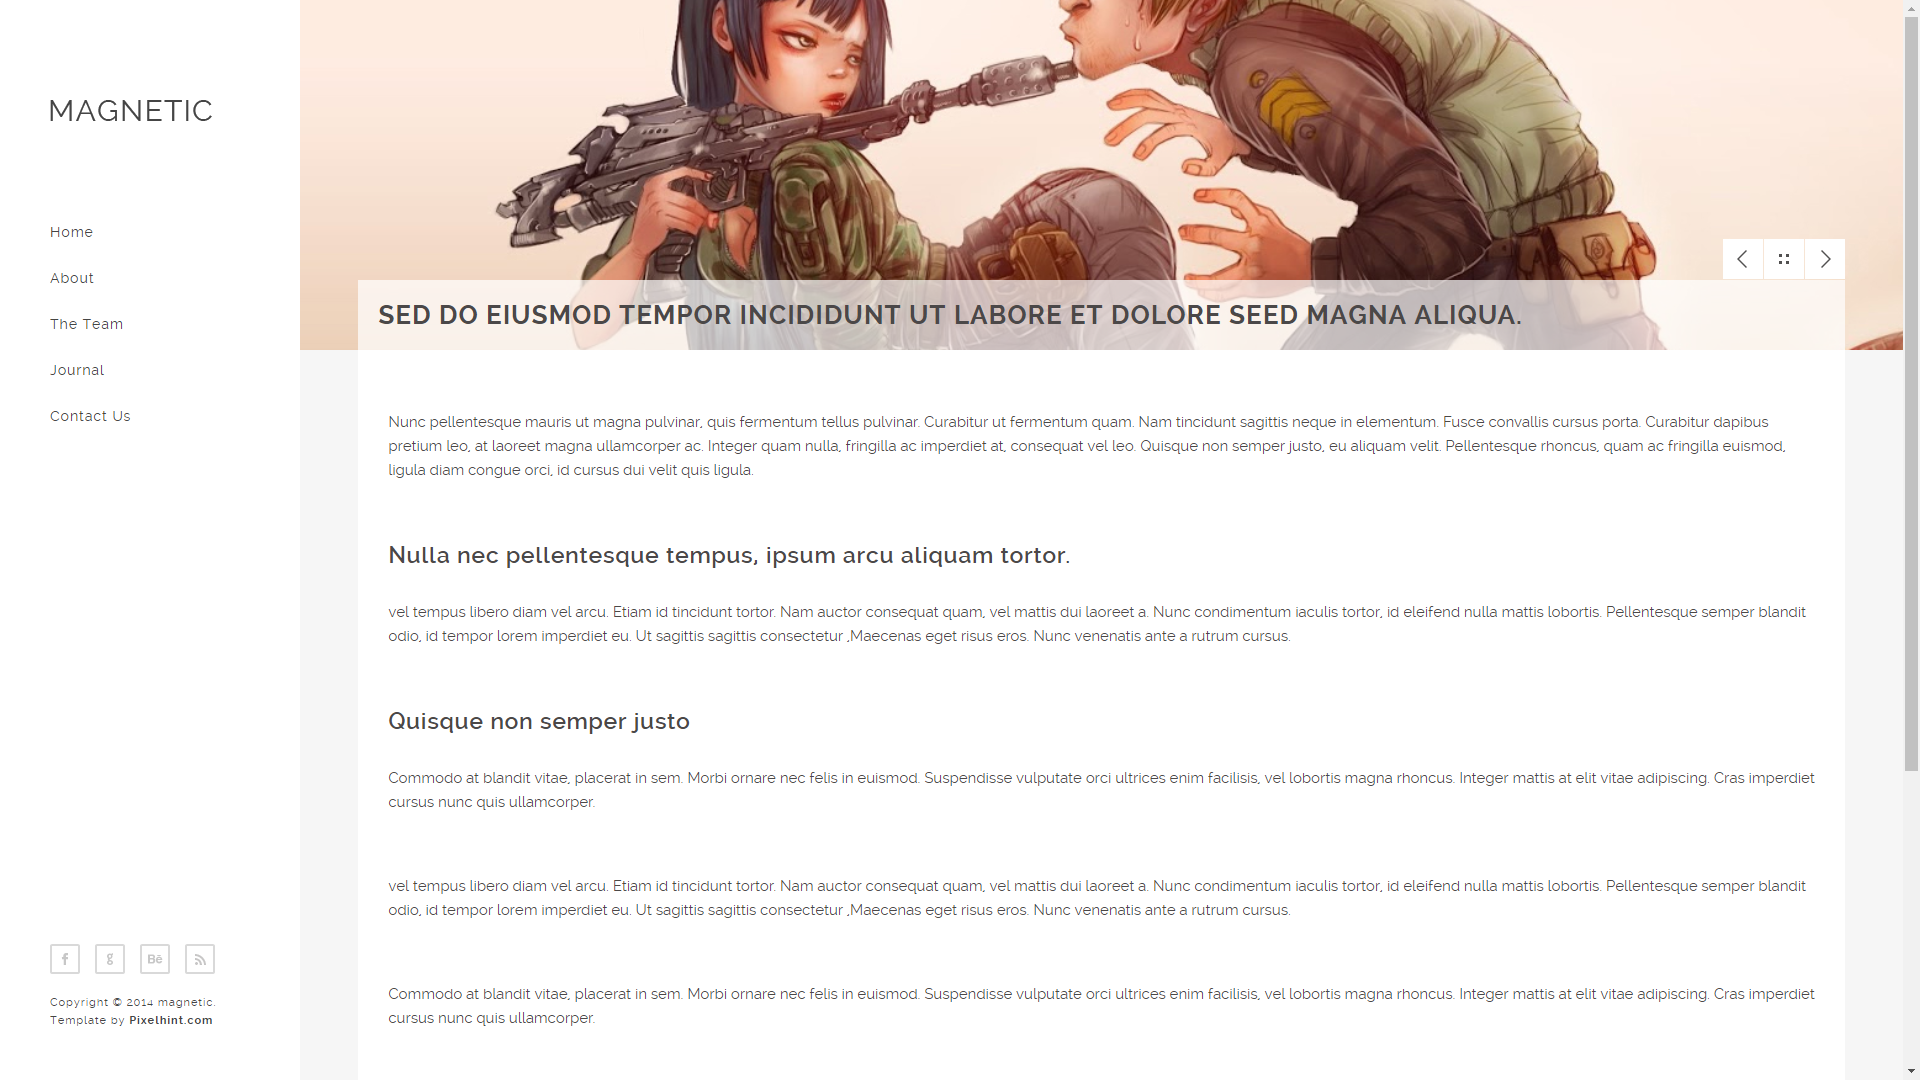 MAGNETIC
Home
About
The Team
Journal
Contact Us
Bē
Copyright © 2014 magnetic.
Template by Pixelhint.com
SED DO EIUSMOD TEMPOR INCIDIDUNT UT LABORE ET DOLORE SEED MAGNA ALIQUA.
Nunc pellentesque mauris ut magna pulvinar, quis fermentum tellus pulvinar. Curabitur ut fermentum quam. Nam tincidunt sagittis neque in elementum. Fusce convallis cursus porta. Curabitur dapibus
pretium leo, at laoreet magna ullamcorper ac. Integer quam nulla, fringilla ac imperdiet at, consequat vel leo. Quisque non semper justo, eu aliquam velit. Pellentesque rhoncus, quam ac fringilla euismod,
ligula diam congue orci, id cursus dui velit quis ligula.
Nulla nec pellentesque tempus, ipsum arcu aliquam tortor.
vel tempus libero diam vel arcu. Etiam id tincidunt tortor. Nam auctor consequat quam, vel mattis dui laoreet a. Nunc condimentum iaculis tortor, id eleifend nulla mattis lobortis. Pellentesque semper blandit
odio, id tempor lorem imperdiet eu. Ut sagittis sagittis consectetur ,Maecenas eget risus eros. Nunc venenatis ante a rutrum cursus.
Quisque non semper justo
Commodo at blandit vitae, placerat in sem. Morbi ornare nec felis in euismod. Suspendisse vulputate orci ultrices enim facilisis, vel lobortis magna rhoncus. Integer mattis at elit vitae adipiscing. Cras imperdiet
cursus nunc quis ullamcorper.
vel tempus libero diam vel arcu. Etiam id tincidunt tortor. Nam auctor consequat quam, vel mattis dui laoreet a. Nunc condimentum iaculis tortor, id eleifend nulla mattis lobortis. Pellentesque semper blandit
odio, id tempor lorem imperdiet eu. Ut sagittis sagittis consectetur ,Maecenas eget risus eros. Nunc venenatis ante a rutrum cursus.
Commodo at blandit vitae, placerat in sem. Morbi ornare nec felis in euismod. Suspendisse vulputate orci ultrices enim facilisis, vel lobortis magna rhoncus. Integer mattis at elit vitae adipiscing. Cras imperdiet
cursus nunc quis ullamcorper.